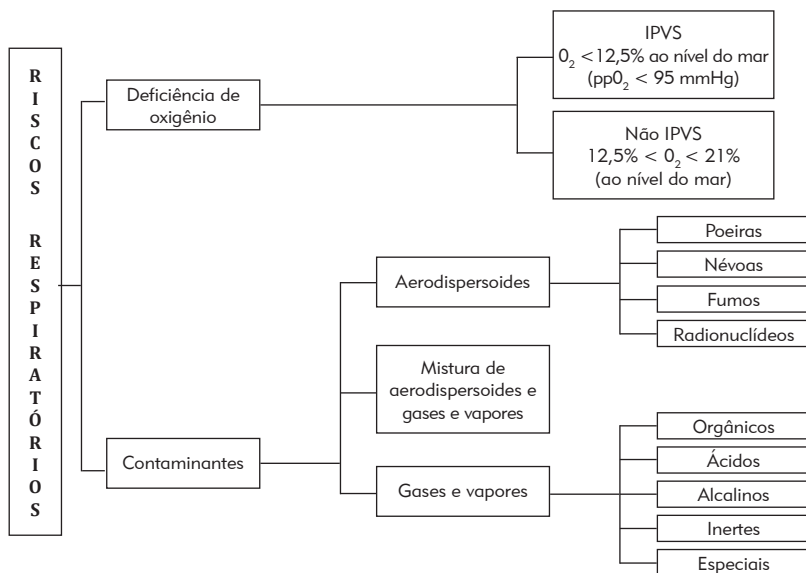 RISCOS RESPIRATÓRIOS
Deficiência de
oxigênio
IPVS
0₂ <12,5% ao nível do mar
(pp0₂ < 95 mmHg)
Não IPVS
12,5% < 0₂ < 21%
(ao nível do mar)
Contaminantes
Aerodispersoides
Poeiras
Névoas
Fumos
Radionuclídeos
Mistura de
aerodispersoides e
gases e vapores
Gases e vapores
Orgânicos
Ácidos
Alcalinos
Inertes
Especiais